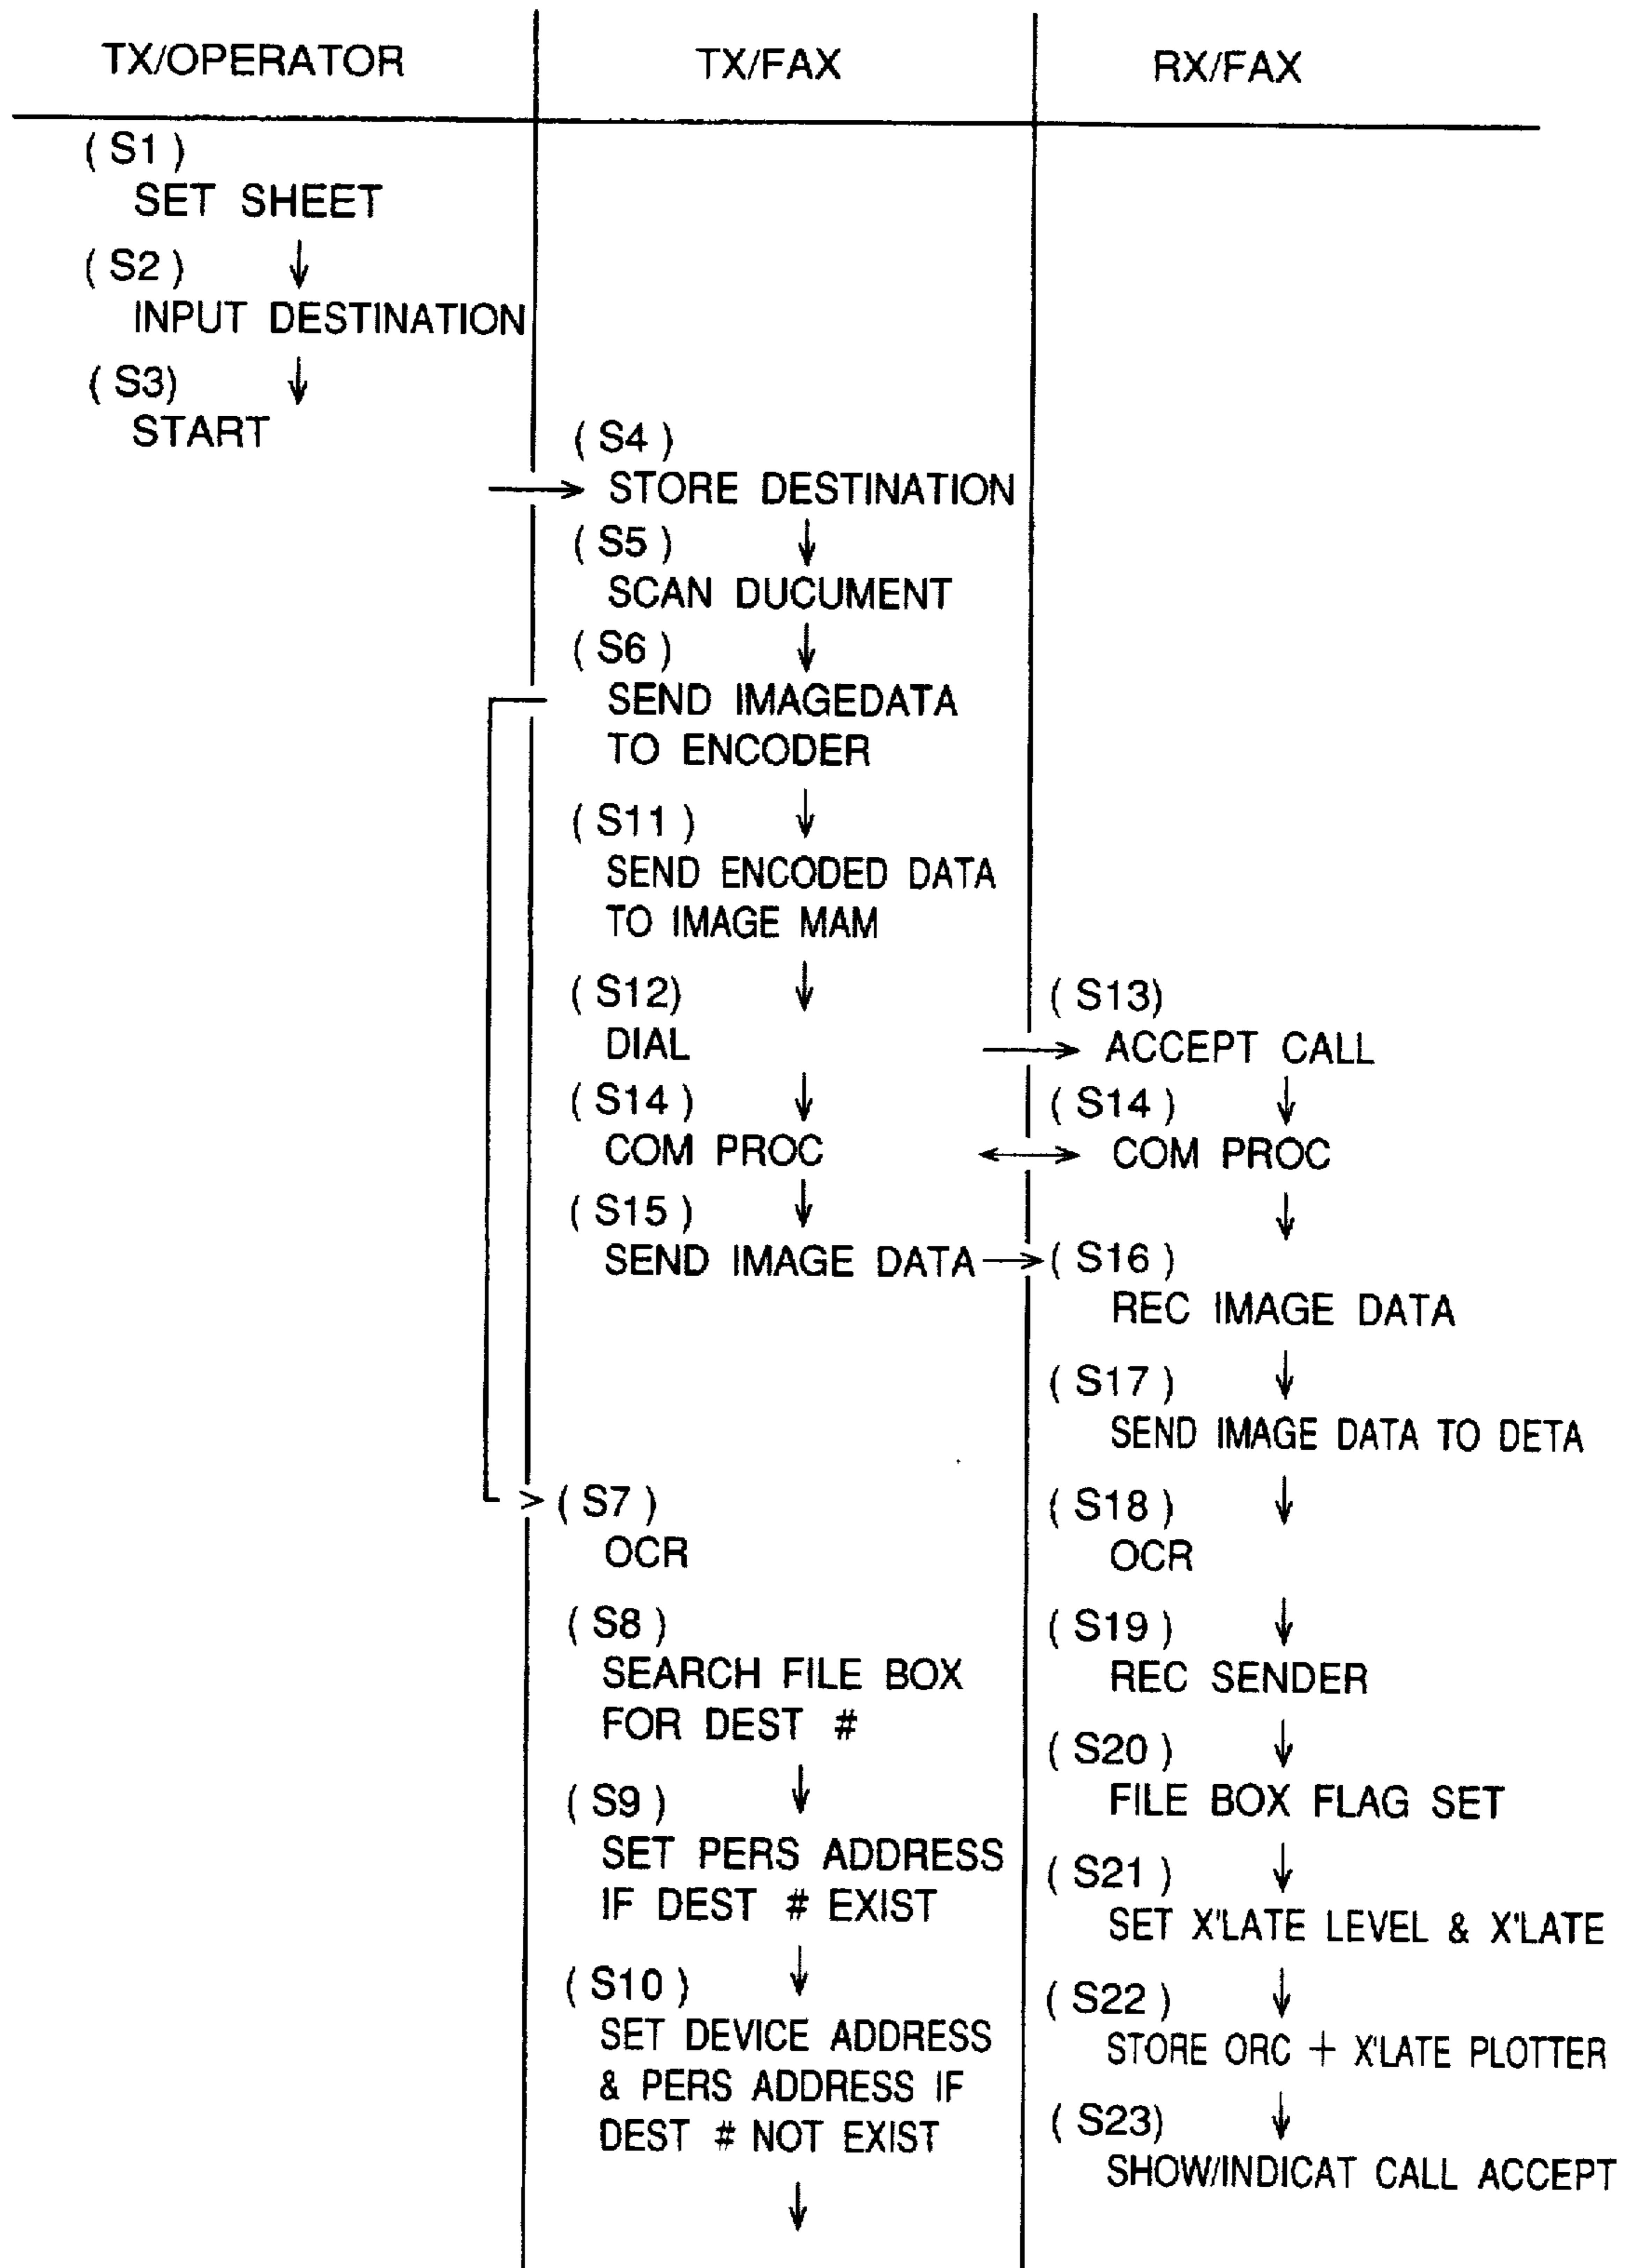 TX/OPERATOR
TX/FAX
RX/FAX
( S1 )
SET SHEET
( S2 )
INPUT DESTINATION
( S3)
START
( S4 )
STORE DESTINATION
( S5 )
SCAN DUCUMENT
( S6 )
SEND IMAGEDATA
TO ENCODER
( S11 )
SEND ENCODED DATA
TO IMAGE MAM
( S12)
DIAL
( S14 )
COM PROC
( S15 )
SEND IMAGE DATA
( S7 )
OCR
( S8 )
SEARCH FILE BOX
FOR DEST #
( S9 )
SET PERS ADDRESS
IF DEST # EXIST
( S10 )
SET DEVICE ADDRESS
& PERS ADDRESS IF
DEST # NOT EXIST
( S13)
ACCEPT CALL
( S14 )
COM PROC
( S16 )
REC IMAGE DATA
( S17 )
SEND IMAGE DATA TO DETA
( S18 )
OCR
( S19 )
REC SENDER
( S20 )
FILE BOX FLAG SET
( S21 )
SET X'LATE LEVEL & X'LATE
( S22 )
STORE ORC + X'LATE PLOTTER
( S23)
SHOW/INDICAT CALL ACCEPT